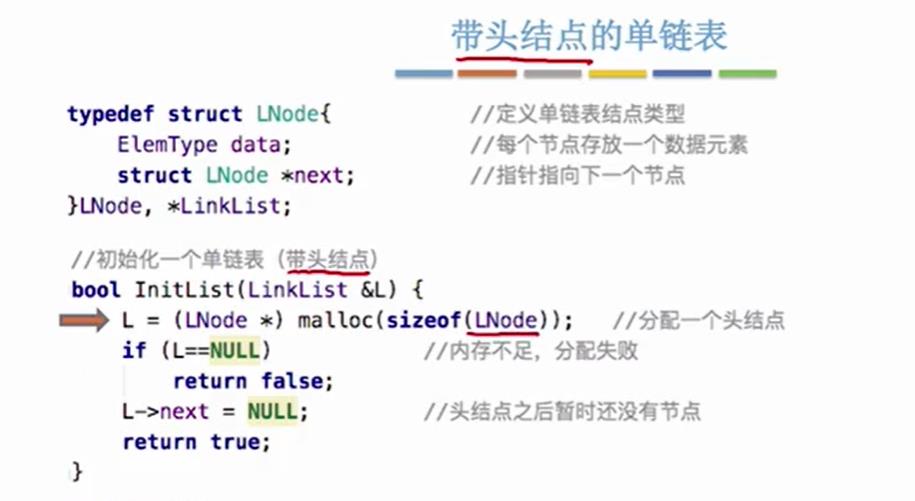 带头结点的单链表
typedef struct LNode{ //定义单链表结点类型
ElemType data; //每个节点存放一个数据元素
struct LNode *next; //指针指向下一个节点
}LNode, *LinkList;
//初始化一个单链表（带头结点）
bool InitList(LinkList &L) {
L = (LNode *) malloc(sizeof(LNode)); //分配一个头结点
if (L==NULL) //内存不足，分配失败
return false;
L->next = NULL; //头结点之后暂时还没有节点
return true;
}